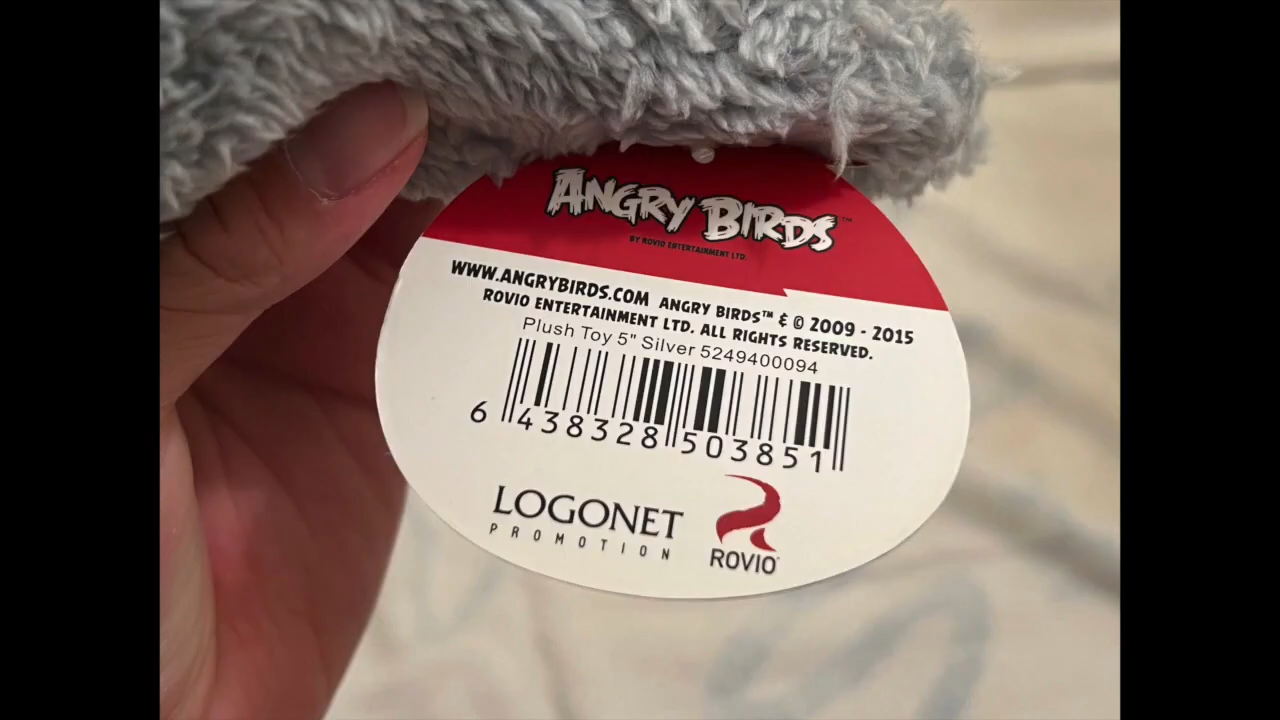 ANGRY BIRDS™
BY ROVIO ENTERTAINMENT LTD.
WWW.ANGRYBIRDS.COM ANGRY BIRDS™ & © 2009 - 2015
ROVIO ENTERTAINMENT LTD. ALL RIGHTS RESERVED.
Plush Toy 5" Silver 5249400094
6 438328 503851
LOGONET
PROMOTION
ROVIO